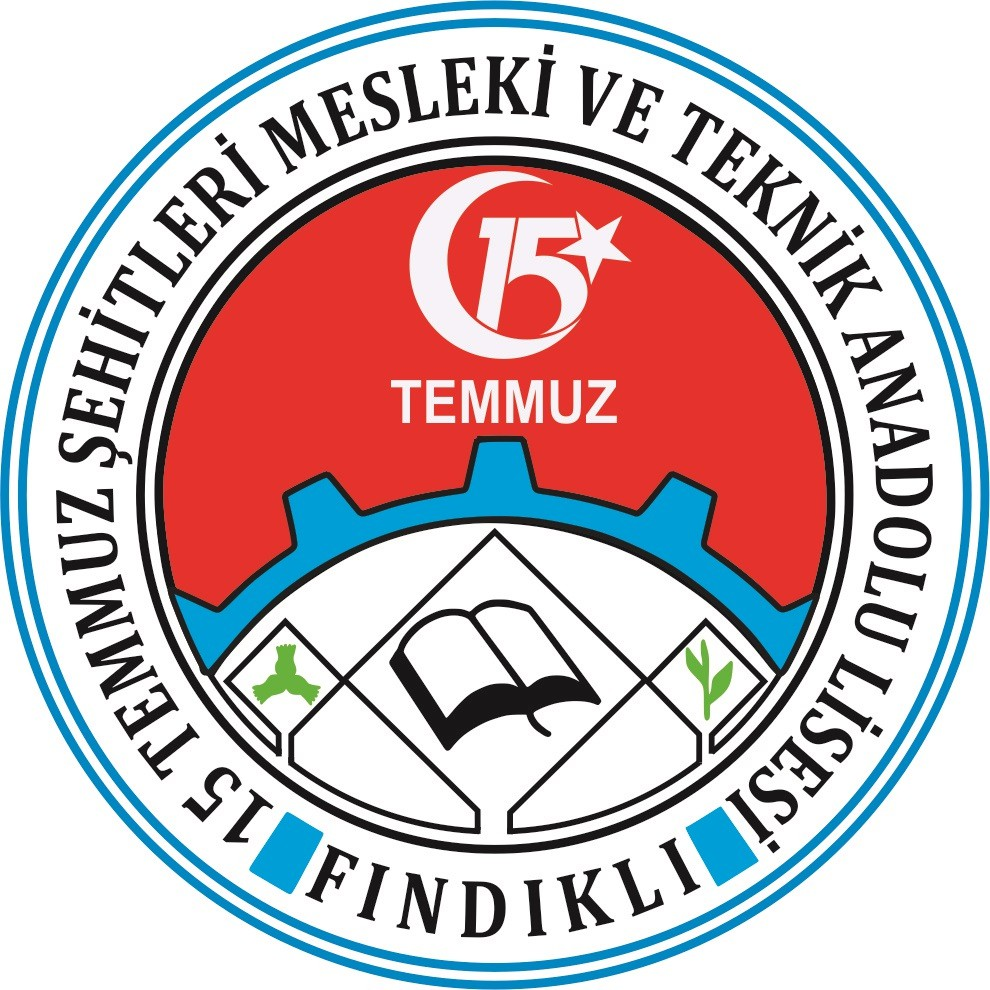 15 TEMMUZ ŞEHİTLERİ MESLEKİ VE TEKNİK ANADOLU LİSESİ
15
TEMMUZ
FINDIKLI